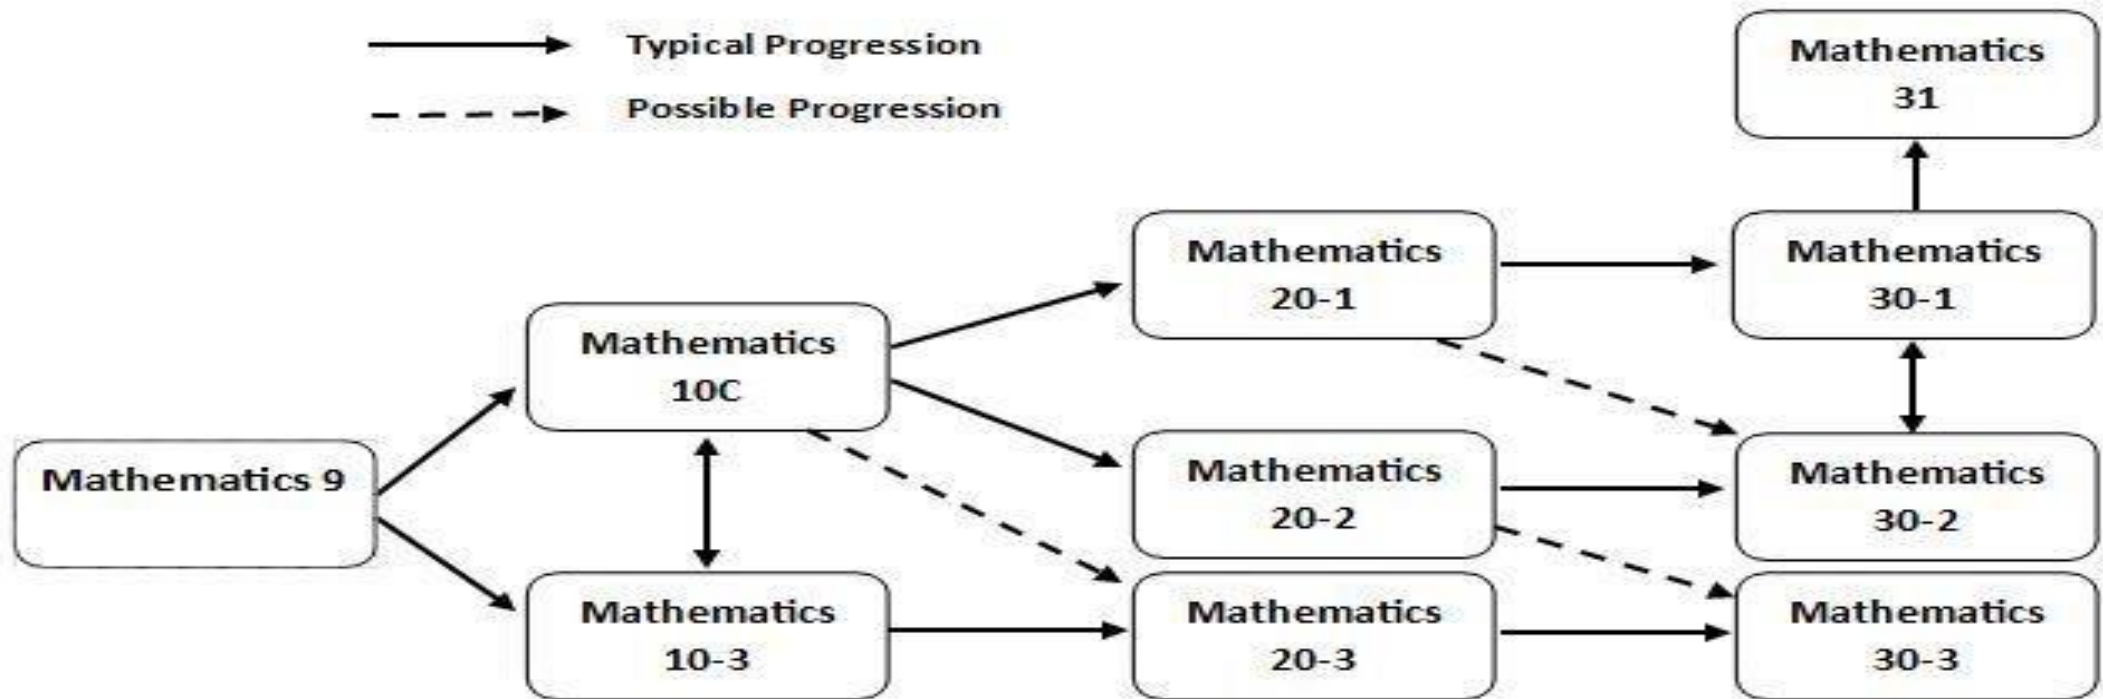 Typical Progression
Possible Progression
Mathematics
31
Mathematics
20-1
Mathematics
30-1
Mathematics
10C
Mathematics 9
Mathematics
20-2
Mathematics
30-2
Mathematics
10-3
Mathematics
20-3
Mathematics
30-3